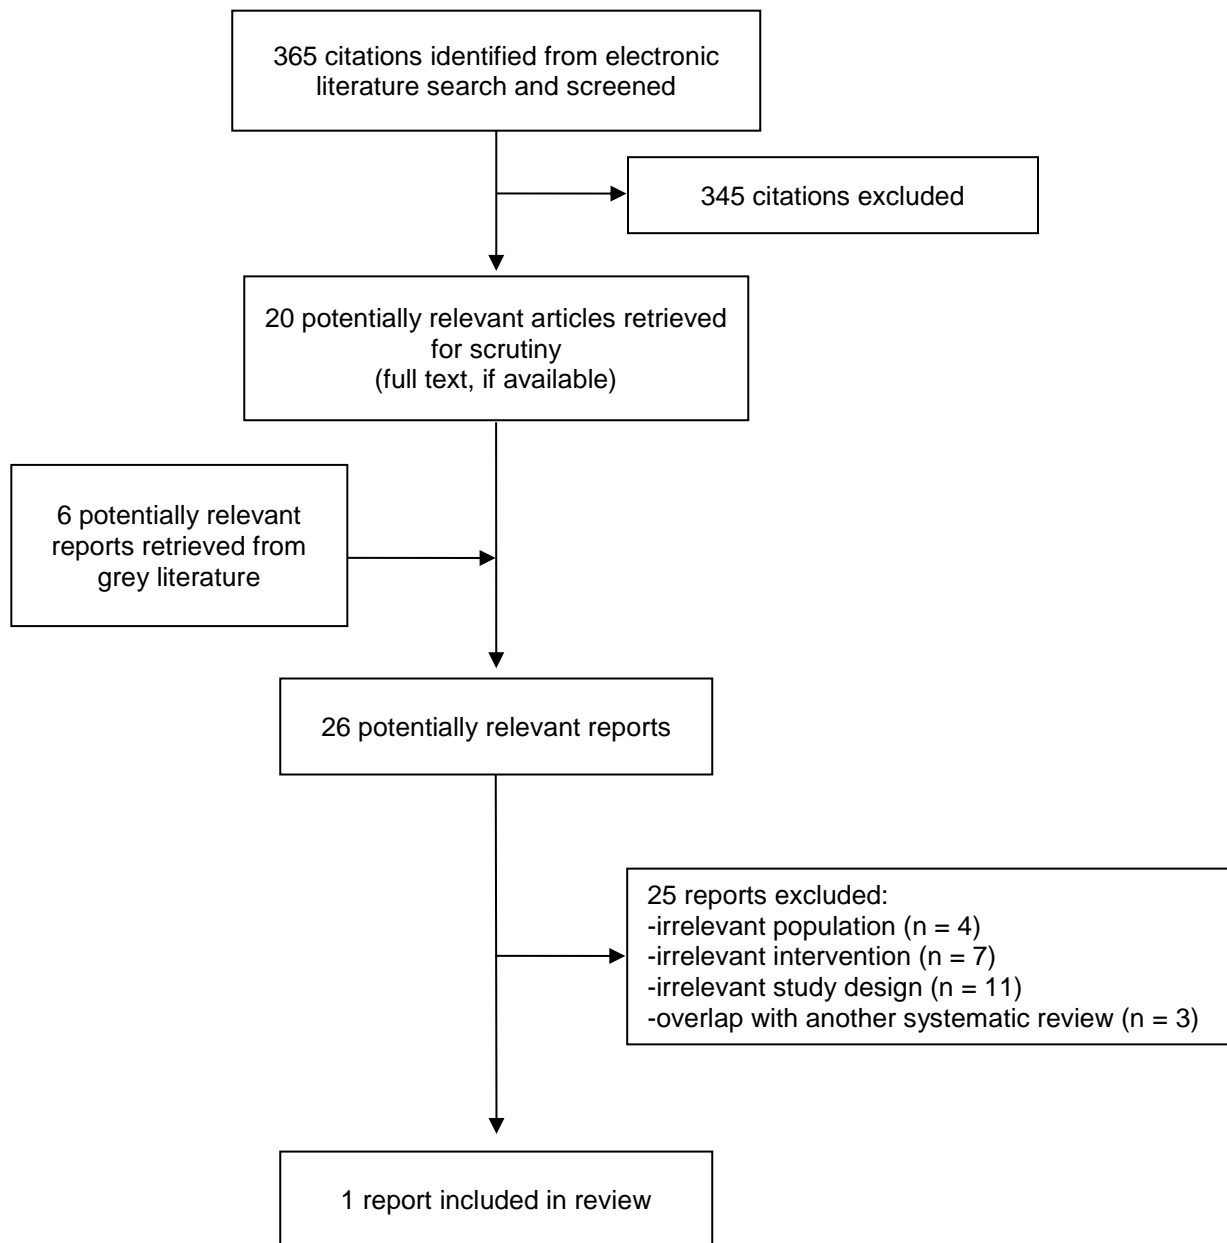 365 citations identified from electronic
literature search and screened
345 citations excluded
20 potentially relevant articles retrieved
for scrutiny
(full text, if available)
6 potentially relevant
reports retrieved from
grey literature
26 potentially relevant reports
25 reports excluded:
-irrelevant population (n = 4)
-irrelevant intervention (n = 7)
-irrelevant study design (n = 11)
-overlap with another systematic review (n = 3)
1 report included in review